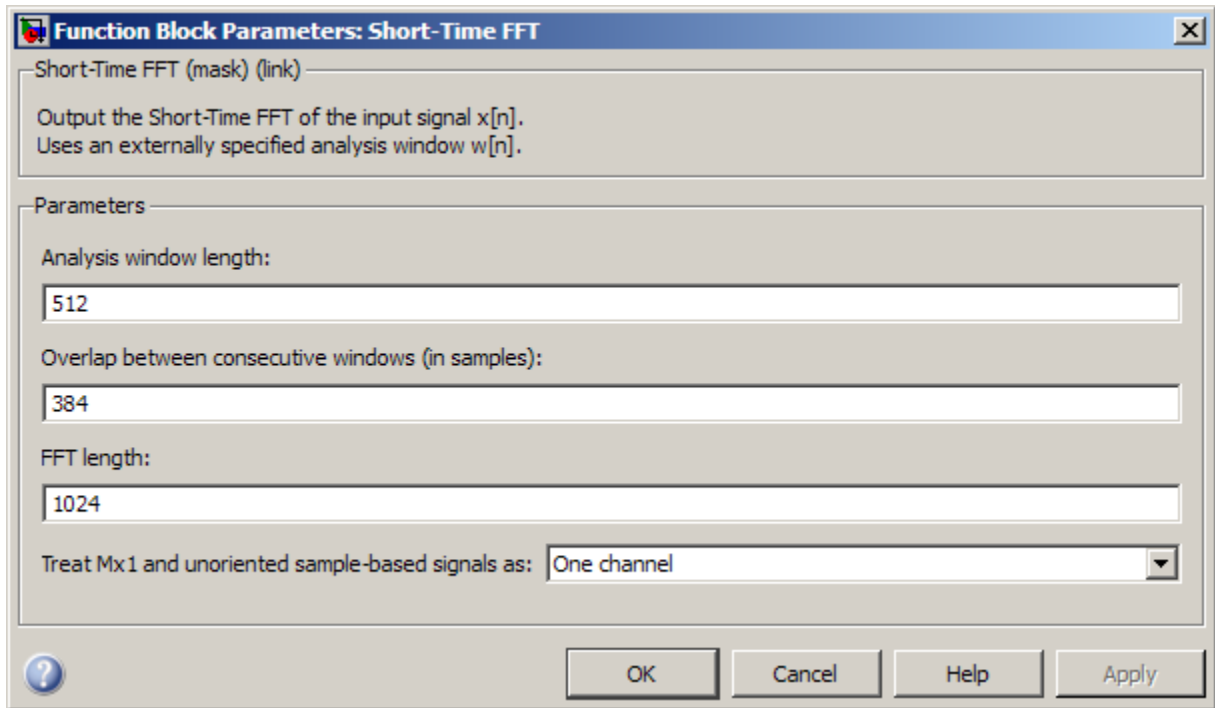 Function Block Parameters: Short-Time FFT
Short-Time FFT (mask) (link)
Output the Short-Time FFT of the input signal x[n].
Uses an externally specified analysis window w[n].
Parameters
Analysis window length:
512
Overlap between consecutive windows (in samples):
384
FFT length:
1024
Treat Mx1 and unoriented sample-based signals as: One channel
OK Cancel Help Apply